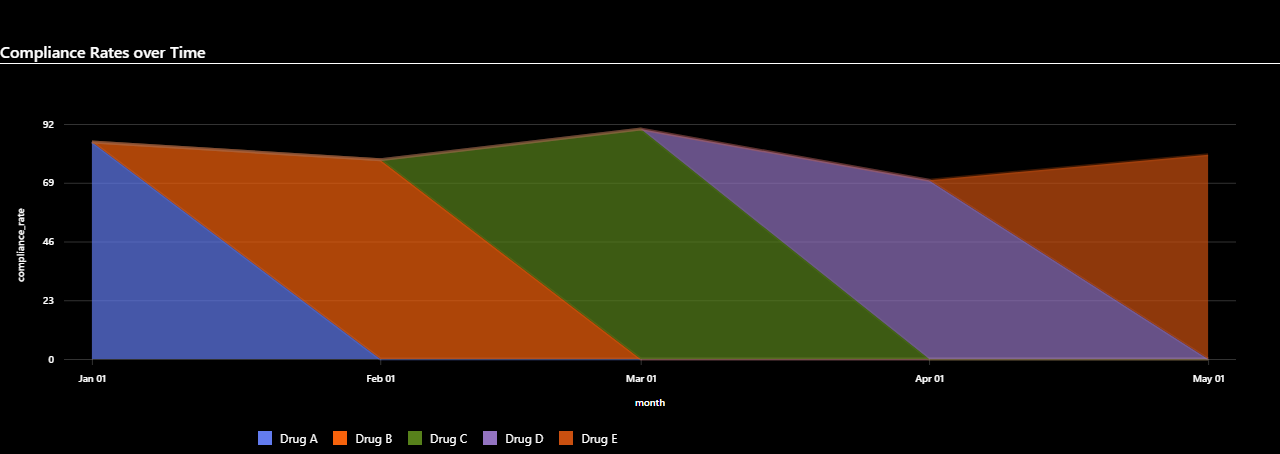 Compliance Rates over Time
92
69
46
23
0
compliance_rate
Jan 01 Feb 01 Mar 01 Apr 01 May 01
month
Drug A Drug B Drug C Drug D Drug E